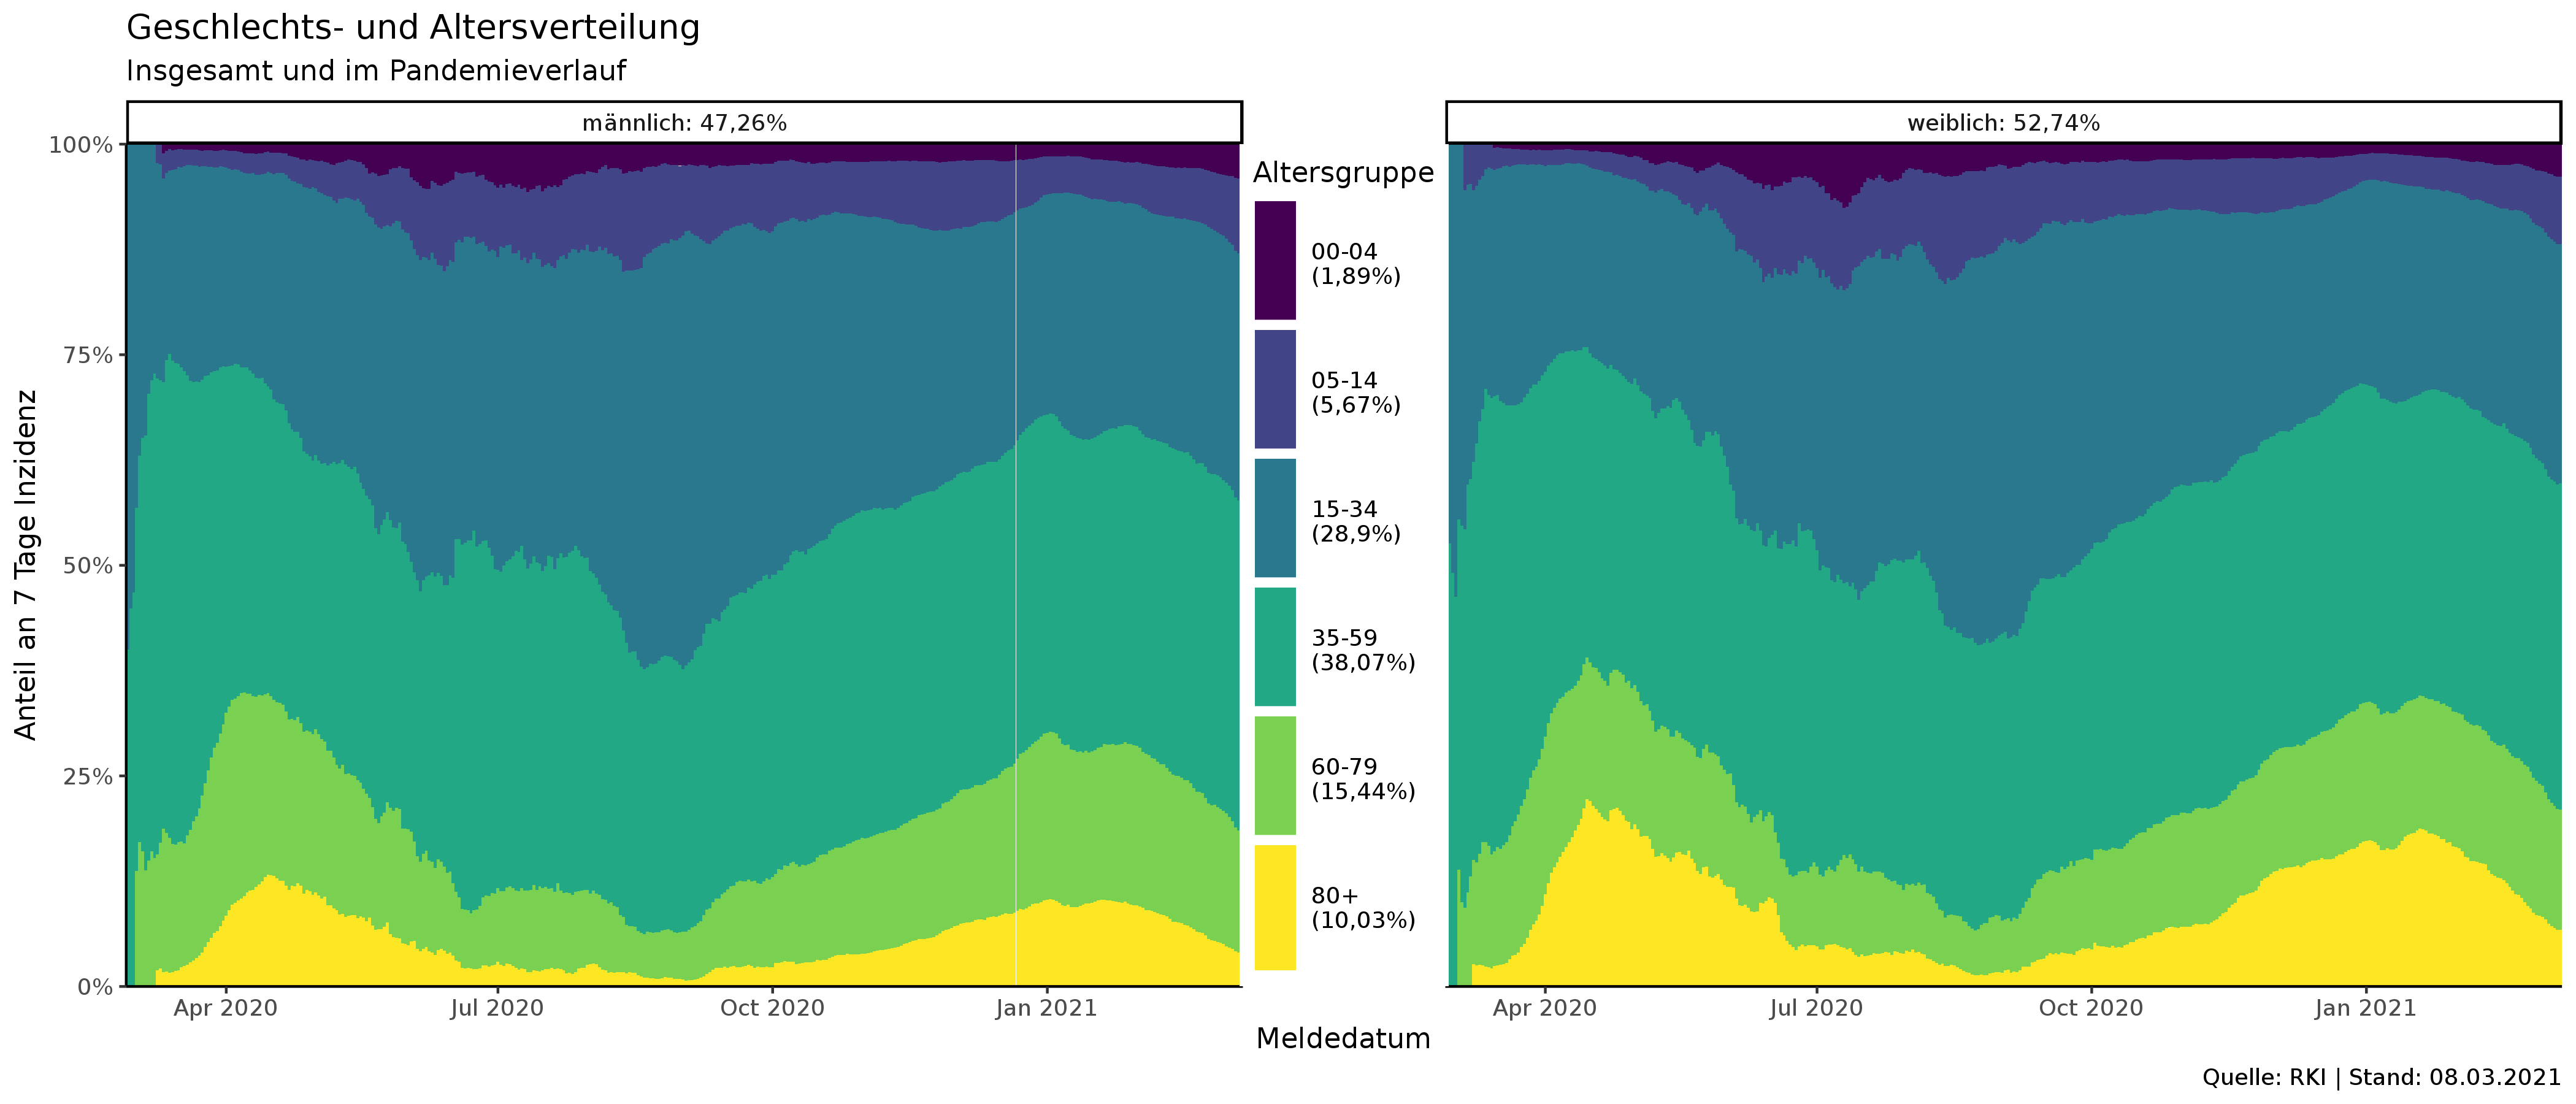 Geschlechts- und Altersverteilung
Insgesamt und im Pandemieverlauf
männlich: 47,26%
weiblich: 52,74%
Anteil an 7 Tage Inzidenz
100%
75%
50%
25%
0%
Altersgruppe
00-04
(1,89%)
05-14
(5,67%)
15-34
(28,9%)
35-59
(38,07%)
60-79
(15,44%)
80+
(10,03%)
Apr 2020
Jul 2020
Oct 2020
Jan 2021
Apr 2020
Jul 2020
Oct 2020
Jan 2021
Meldedatum
Quelle: RKI | Stand: 08.03.2021